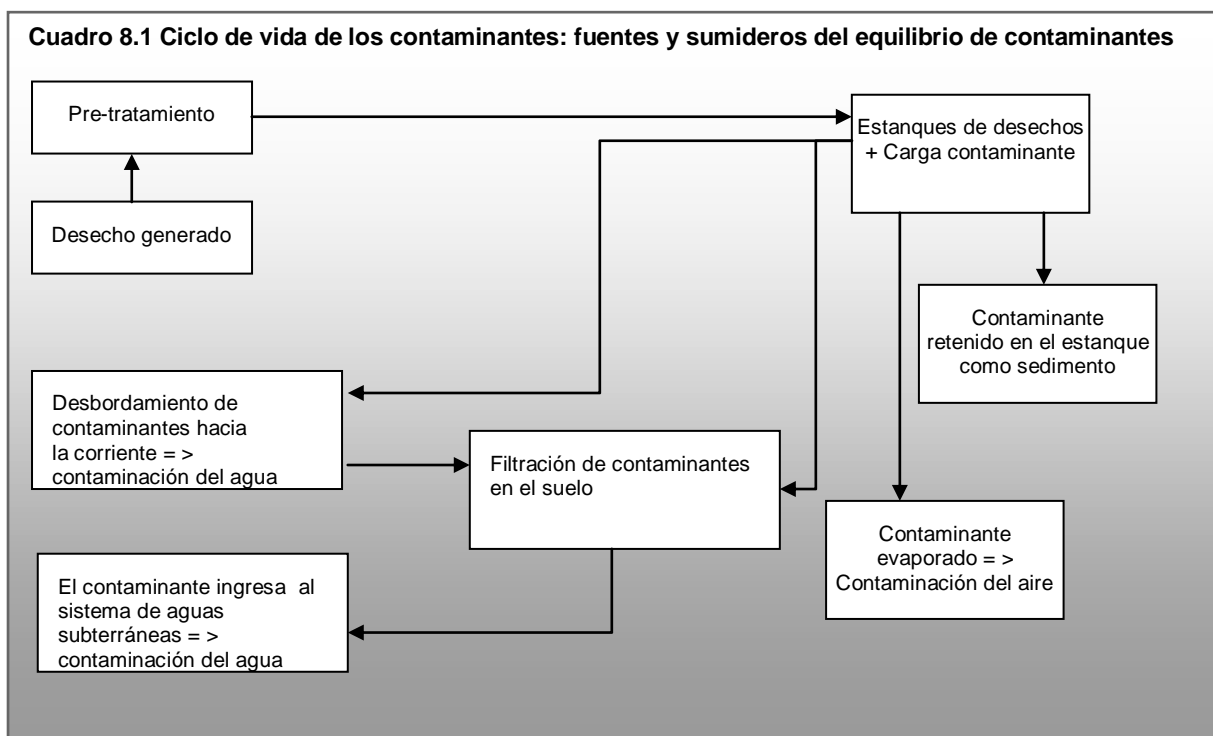 Cuadro 8.1 Ciclo de vida de los contaminantes: fuentes y sumideros del equilibrio de contaminantes
Pre-tratamiento
Estanques de desechos
+ Carga contaminante
Desecho generado
Contaminante
retenido en el estanque
como sedimento
Desbordamiento de
contaminantes hacia
la corriente = >
contaminación del agua
Filtración de contaminantes
en el suelo
Contaminante
evaporado = >
Contaminación del aire
El contaminante ingresa al
sistema de aguas
subterráneas = >
contaminación del agua